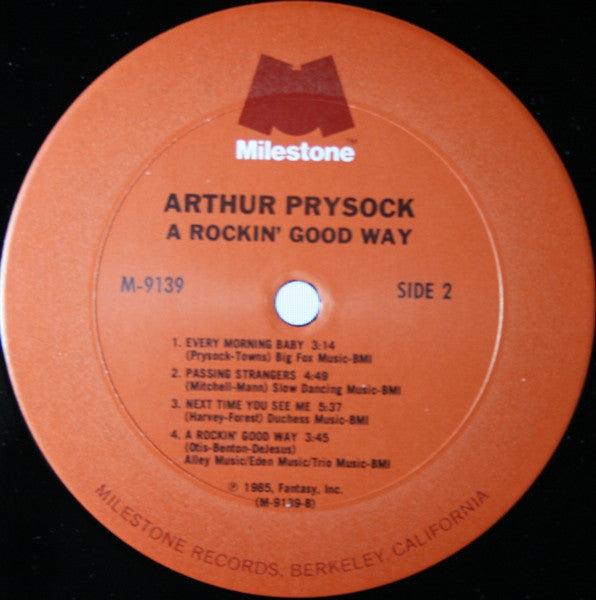 TM
Milestone
ARTHUR PRYSOCK
A ROCKIN' GOOD WAY
M-9139
SIDE 2
1. EVERY MORNING BABY 3:14
(Prysock-Towns) Big Fox Music-BMI
2. PASSING STRANGERS 4:49
(Mitchell-Mann) Slow Dancing Music-BMI
3. NEXT TIME YOU SEE ME 5:37
(Harvey-Forest) Duchess Music-BMI
4. A ROCKIN' GOOD WAY 3:45
(Otis-Benton-DeJesus)
Alley Music/Eden Music/Trio Music-BMI
℗ 1985, Fantasy, Inc.
(M-9139-B)
MILESTONE RECORDS, BERKELEY, CALIFORNIA